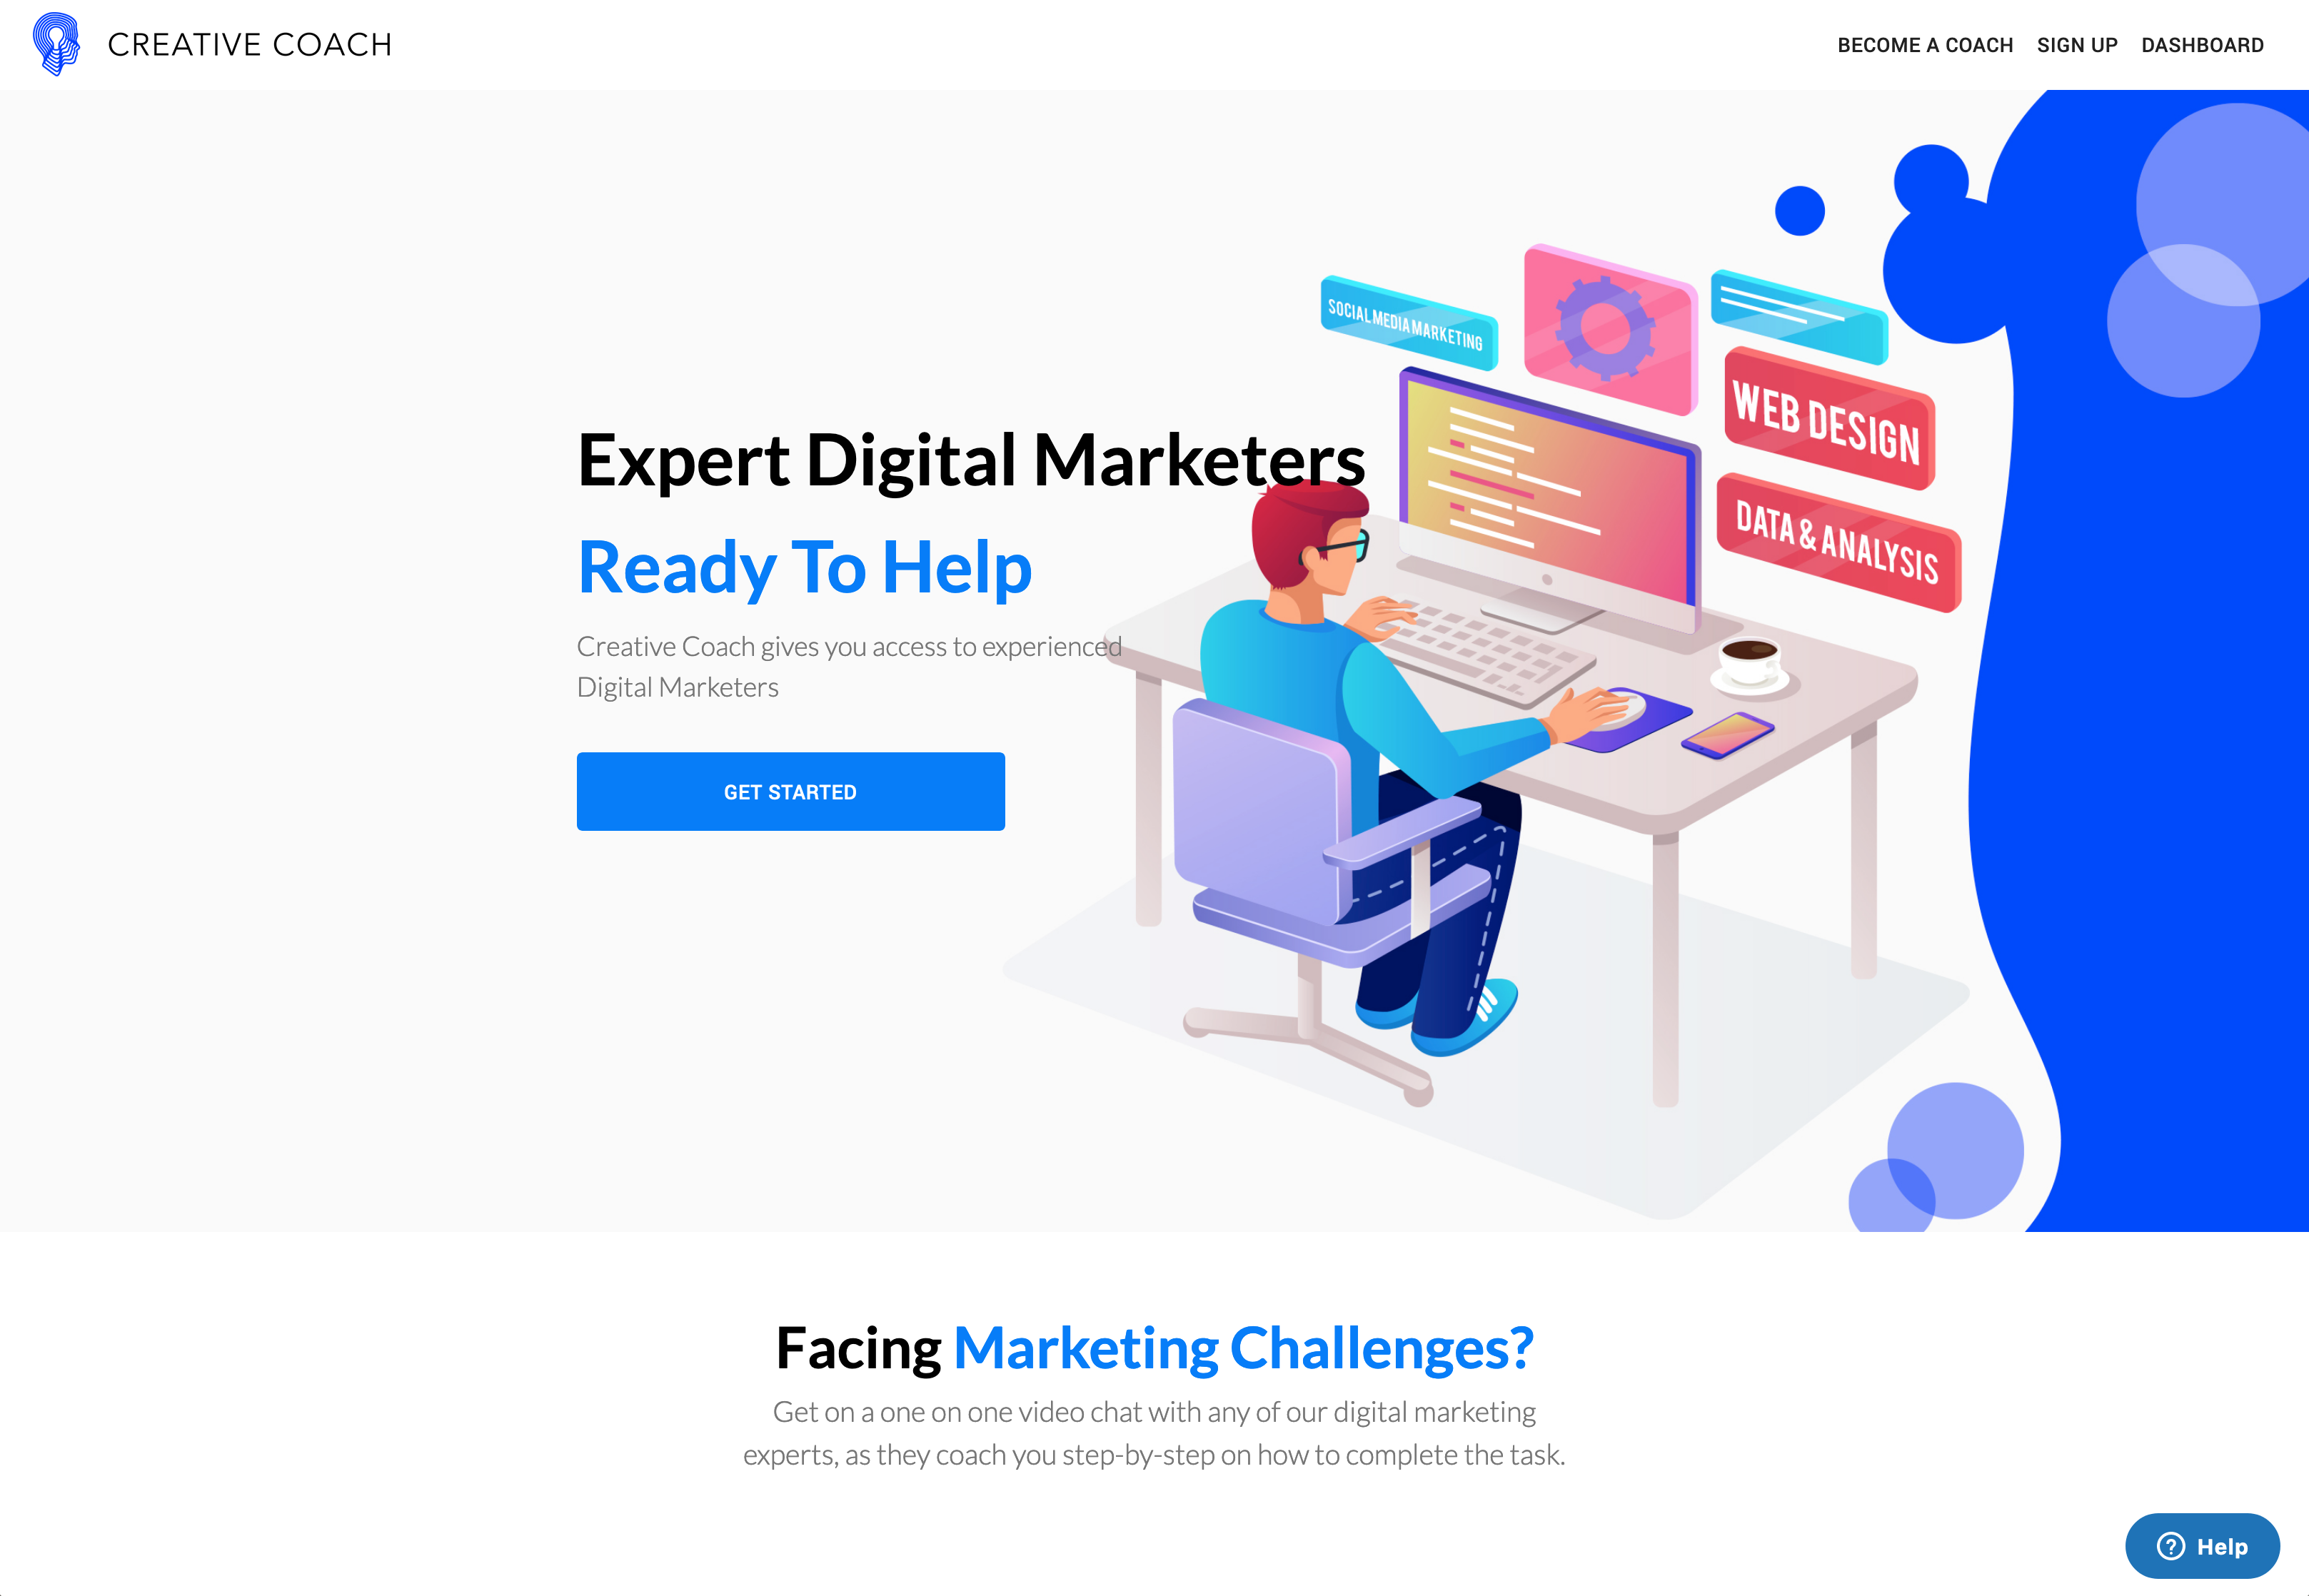 CREATIVE COACH
BECOME A COACH SIGN UP DASHBOARD
SOCIAL MEDIA MARKETING
WEB DESIGN
DATA & ANALYSIS
Expert Digital Marketers
Ready To Help
Creative Coach gives you access to experienced
Digital Marketers
GET STARTED
Facing Marketing Challenges?
Get on a one on one video chat with any of our digital marketing
experts, as they coach you step-by-step on how to complete the task.
? Help